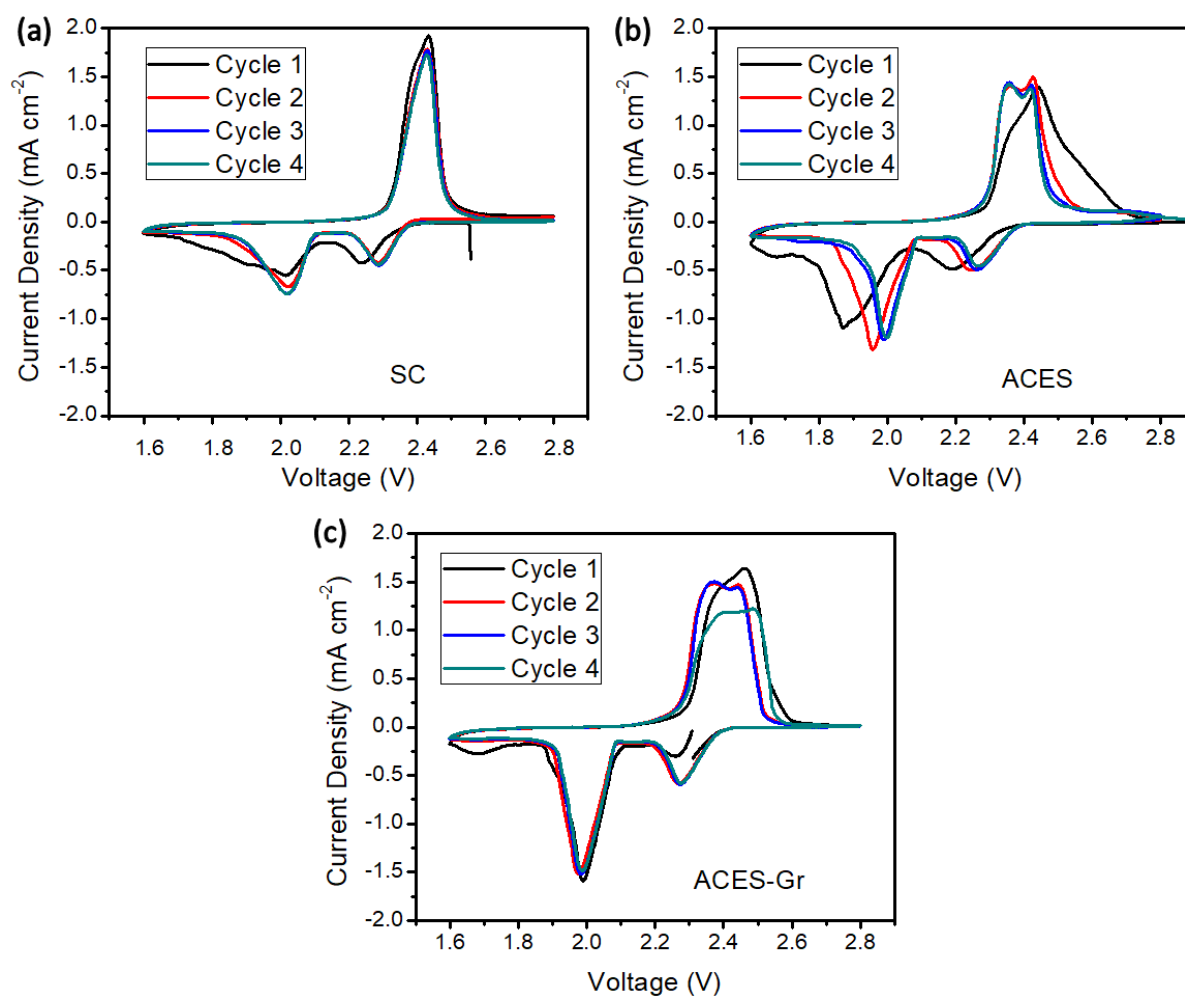 (a)
2.0
1.5
1.0
0.5
0.0
-0.5
-1.0
-1.5
-2.0
Current Density (mA cm-2)
Cycle 1
Cycle 2
Cycle 3
Cycle 4
SC
1.6 1.8 2.0 2.2 2.4 2.6 2.8
Voltage (V)
(b)
2.0
1.5
1.0
0.5
0.0
-0.5
-1.0
-1.5
-2.0
Current Density (mA cm-2)
Cycle 1
Cycle 2
Cycle 3
Cycle 4
ACES
1.6 1.8 2.0 2.2 2.4 2.6 2.8
Voltage (V)
(c)
2.0
1.5
1.0
0.5
0.0
-0.5
-1.0
-1.5
-2.0
Current Density (mA cm-2)
Cycle 1
Cycle 2
Cycle 3
Cycle 4
ACES-Gr
1.6 1.8 2.0 2.2 2.4 2.6 2.8
Voltage (V)